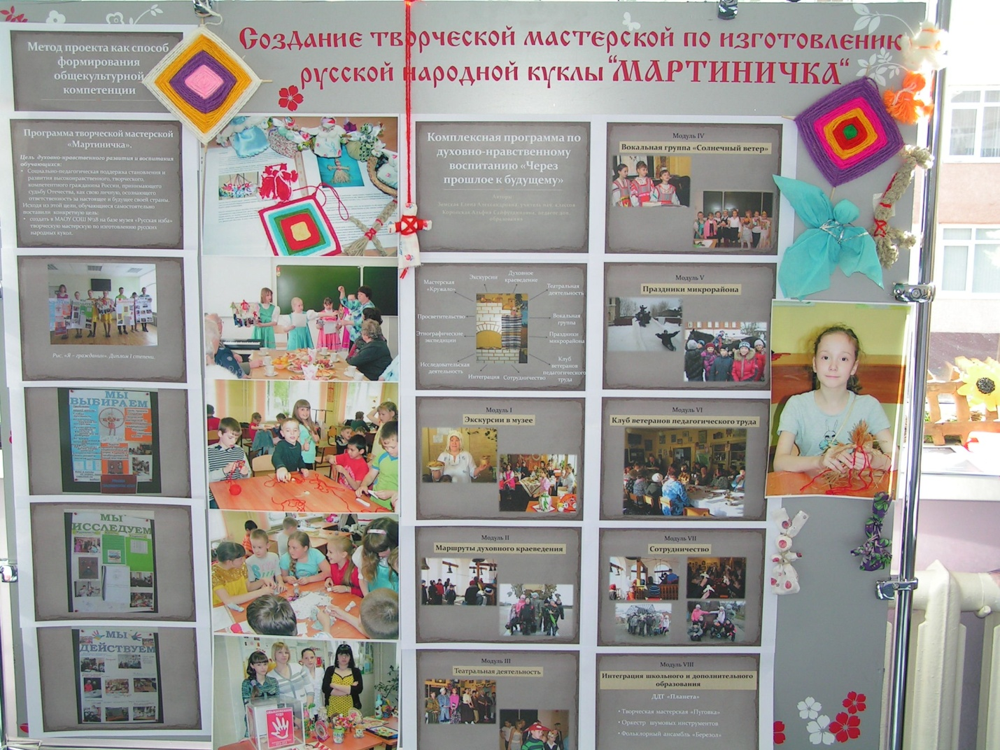 Создание творческой мастерской по изготовлению
русской народной куклы "МАРТИНИЧКА"
Метод проекта как способ
формирования
общекультурной
компетенции
Программа творческой мастерской
«Мартиничка».
Цель духовно-нравственного развития и воспитания
обучающихся:
• Социально-педагогическая поддержка становления и
развития высоконравственного, творческого,
компетентного гражданина России, принимающего
судьбу Отечества, как свою личную, осознающего
ответственность за настоящее и будущее своей страны.
Исходя из этой цели, обучающиеся самостоятельно
поставили конкретную цель:
• создать в МАОУ СОШ №28 на базе музея «Русская изба»
творческую мастерскую по изготовлению русских
народных кукол.
Рис. «Я – гражданин». Диплом I степени.
МЫ
ВЫБИРАЕМ
МЫ
ИССЛЕДУЕМ
МЫ
ДЕЙСТВУЕМ
Комплексная программа по
духовно-нравственному
воспитанию «Через
прошлое к будущему»
Авторы:
Мастерская
«Кружало»
Экскурсии
Духовное
краеведение
Театральная
деятельность
Просветительство
Вокальная
группа
Этнографические
экспедиции
Праздники
микрорайона
Исследовательская
деятельность
Интеграция
Сотрудничество
Клуб
ветеранов
педагогического
труда
Модуль I
Экскурсии в музее
Модуль II
Маршруты духовного краеведения
Модуль III
Театральная деятельность
Модуль IV
Вокальная группа «Солнечный ветер»
Модуль V
Праздники микрорайона
Модуль VI
Клуб ветеранов педагогического труда
Модуль VII
Сотрудничество
Модуль VIII
Интеграция школьного и дополнительного
образования
ДДТ «Планета»
• Творческая мастерская «Пуговка»
• Оркестр шумовых инструментов
• Фольклорный ансамбль «Березол»